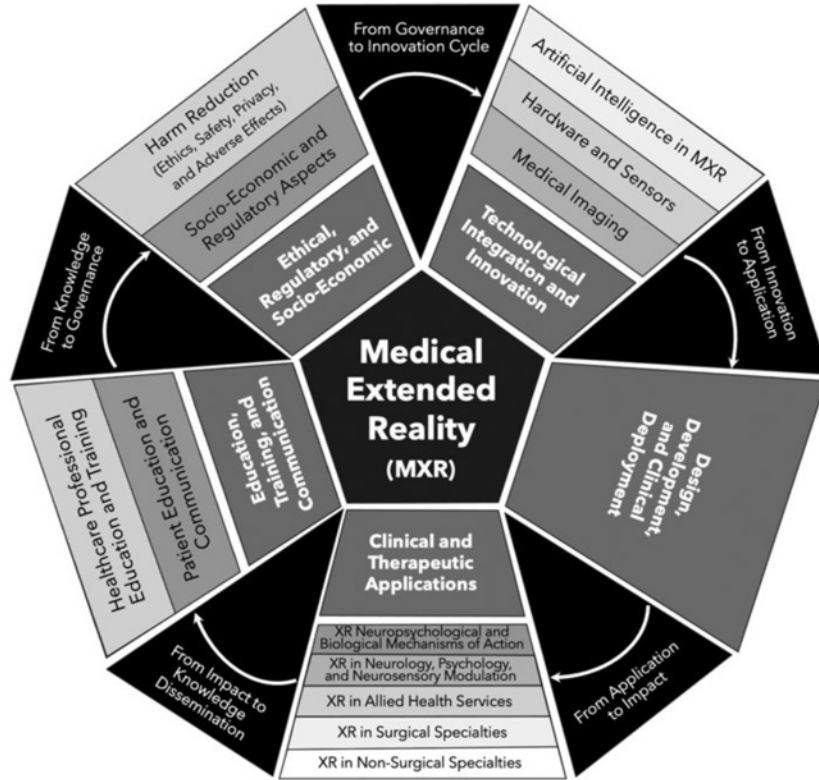 Medical
Extended
Reality
(MXR)
From Governance
to Innovation Cycle
Technological
Integration and
Innovation
Medical Imaging
Hardware and Sensors
Artificial Intelligence in MXR
From Innovation
to Application
Design,
Development,
and Clinical
Deployment
From Application
to Impact
Clinical and
Therapeutic
Applications
XR Neuropsychological and
Biological Mechanisms of Action
XR in Neurology, Psychology,
and Neurosensory Modulation
XR in Allied Health Services
XR in Surgical Specialties
XR in Non-Surgical Specialties
From Impact to
Knowledge
Dissemination
Education,
Training, and
Communication
Patient Education and
Communication
Healthcare Professional
Education and Training
From Knowledge
to Governance
Ethical,
Regulatory, and
Socio-Economic
Socio-Economic and
Regulatory Aspects
Harm Reduction
(Ethics, Safety, Privacy,
and Adverse Effects)